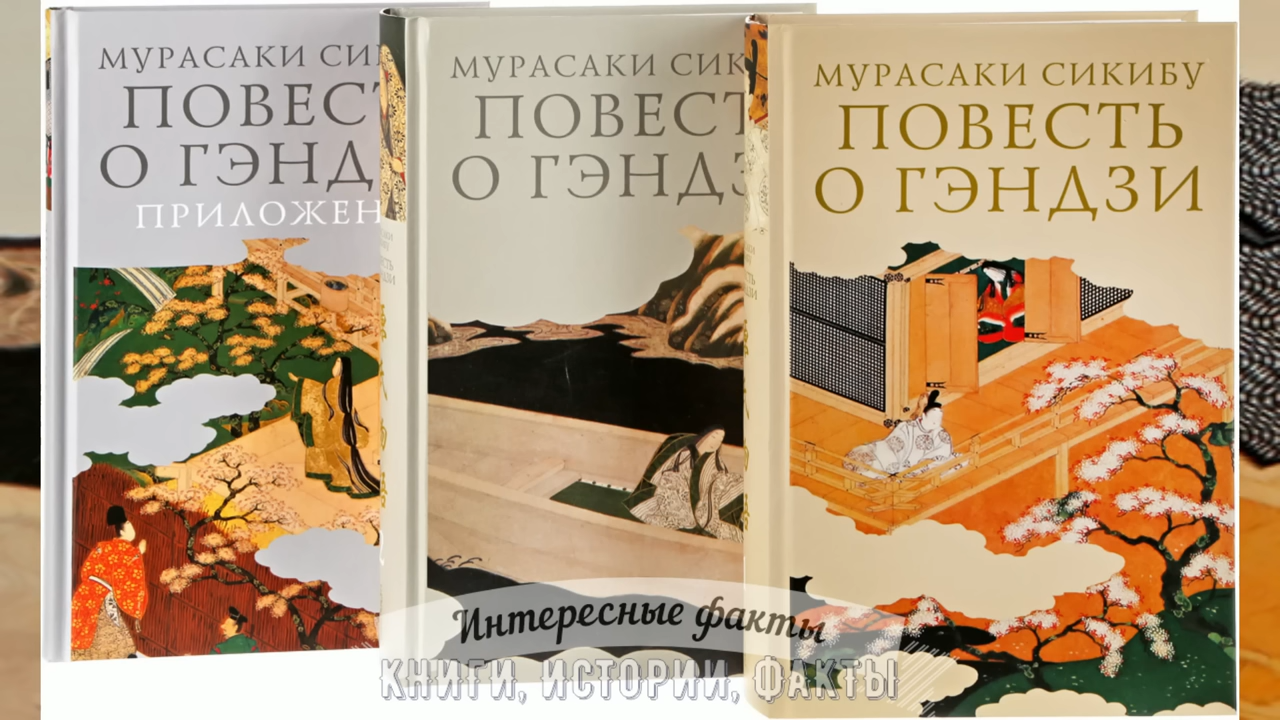 МУРАСАКИ СИК
ПОВЕСТ
О ГЭНД
ПРИЛОЖЕН
МУРАСАКИ СИК
ПОВЕСТ
О ГЭНДЗ
МУРАСАКИ СИКИБУ
ПОВЕСТЬ
О ГЭНДЗИ
Интересные факты
КНИГИ, ИСТОРИИ, ФАКТЫ